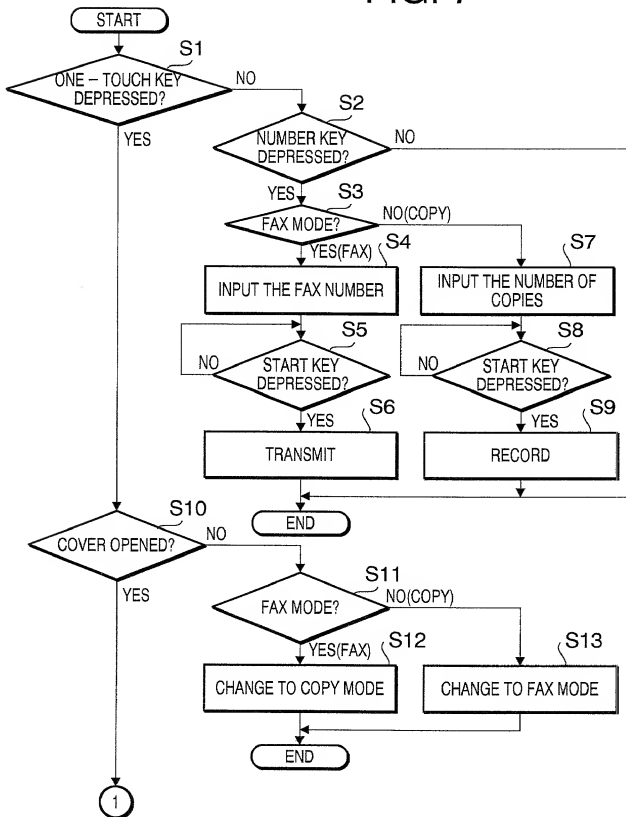 START
S1
ONE – TOUCH KEY
DEPRESSED?
NO
YES
S2
NUMBER KEY
DEPRESSED?
NO
YES
S3
FAX MODE?
NO(COPY)
YES(FAX)
S4
INPUT THE FAX NUMBER
S7
INPUT THE NUMBER OF
COPIES
S5
START KEY
DEPRESSED?
NO
YES
S8
START KEY
DEPRESSED?
NO
YES
S6
TRANSMIT
S9
RECORD
END
S10
COVER OPENED?
NO
YES
S11
FAX MODE?
NO(COPY)
YES(FAX)
S12
CHANGE TO COPY MODE
S13
CHANGE TO FAX MODE
END
1